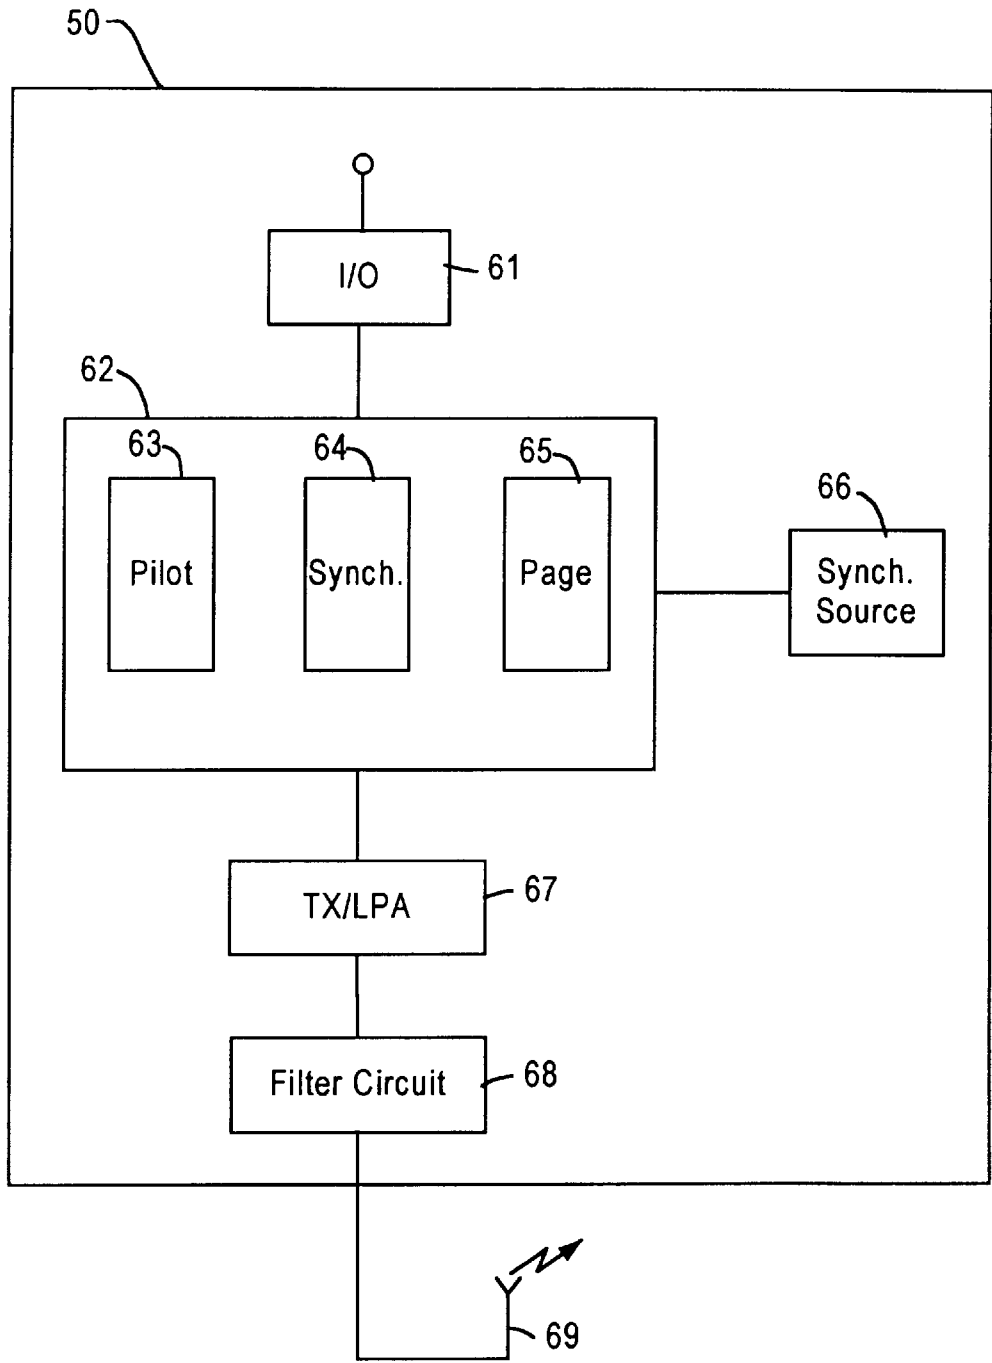 50
I/O
61
62
63
64
65
66
Pilot
Synch.
Page
Synch.
Source
TX/LPA
67
Filter Circuit
68
69